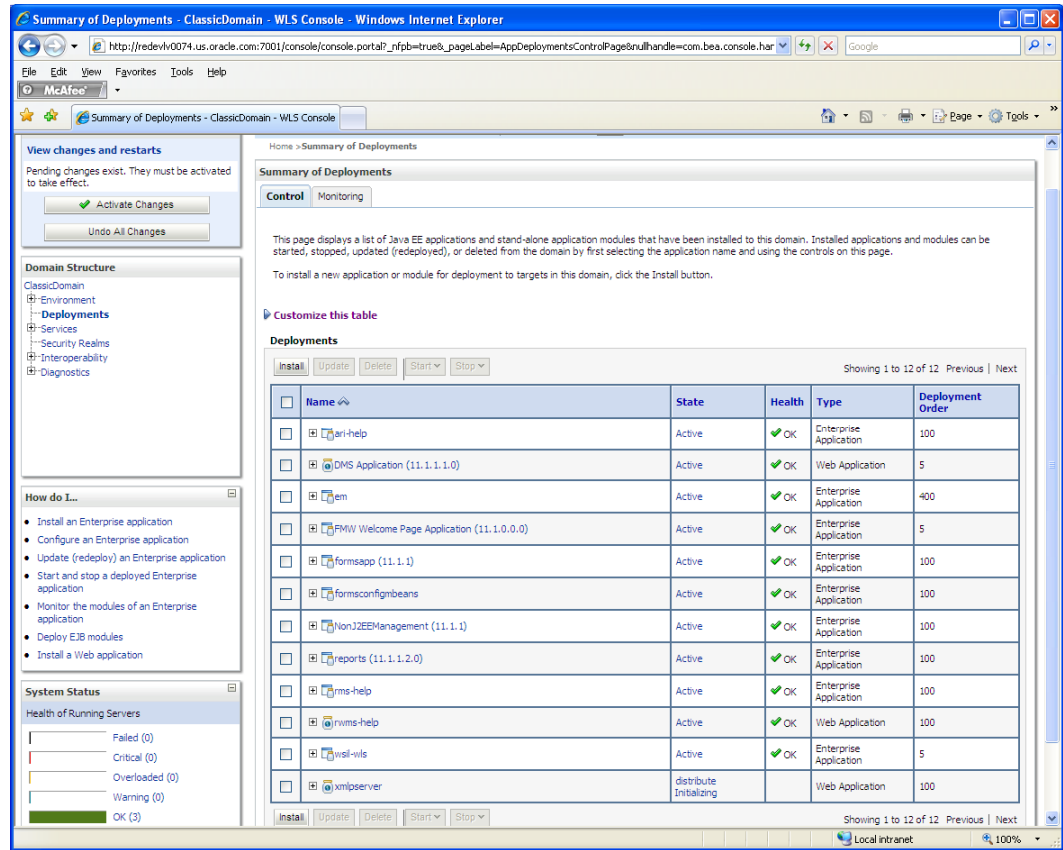 Summary of Deployments - ClassicDomain - WLS Console - Windows Internet Explorer
http://redevlv0074.us.oracle.com:7001/console/console.portal?_nfpb=true&_pageLabel=AppDeploymentsControlPage&nullhandle=com.bea.console.har
Google
File Edit View Favorites Tools Help
McAfee
Summary of Deployments - ClassicDomain - WLS Console
Page Tools »
View changes and restarts
Pending changes exist. They must be activated
to take effect.
Activate Changes
Undo All Changes
Domain Structure
ClassicDomain
Environment
Deployments
Services
Security Realms
Interoperability
Diagnostics
How do I...
Install an Enterprise application
Configure an Enterprise application
Update (redeploy) an Enterprise application
Start and stop a deployed Enterprise
application
Monitor the modules of an Enterprise
application
Deploy EJB modules
Install a Web application
System Status
Health of Running Servers
Failed (0)
Critical (0)
Overloaded (0)
Warning (0)
OK (3)
Home >Summary of Deployments
Summary of Deployments
Control Monitoring
This page displays a list of Java EE applications and stand-alone application modules that have been installed to this domain. Installed applications and modules can be
started, stopped, updated (redeployed), or deleted from the domain by first selecting the application name and using the controls on this page.
To install a new application or module for deployment to targets in this domain, click the Install button.
Customize this table
Deployments
Install Update Delete Start Stop Showing 1 to 12 of 12 Previous | Next
Name State Health Type Deployment Order
ari-help Active OK Enterprise Application 100
DMS Application (11.1.1.1.0) Active OK Web Application 5
em Active OK Enterprise Application 400
FMW Welcome Page Application (11.1.0.0.0) Active OK Enterprise Application 5
formsapp (11.1.1) Active OK Enterprise Application 100
formsconfigmbeans Active OK Enterprise Application 100
NonJ2EEManagement (11.1.1) Active OK Enterprise Application 100
reports (11.1.1.2.0) Active OK Enterprise Application 100
rms-help Active OK Enterprise Application 100
rwms-help Active OK Web Application 100
wsil-wls Active OK Enterprise Application 5
xmlpserver distribute Initializing Web Application 100
Install Update Delete Start Stop Showing 1 to 12 of 12 Previous | Next
Local intranet 100%